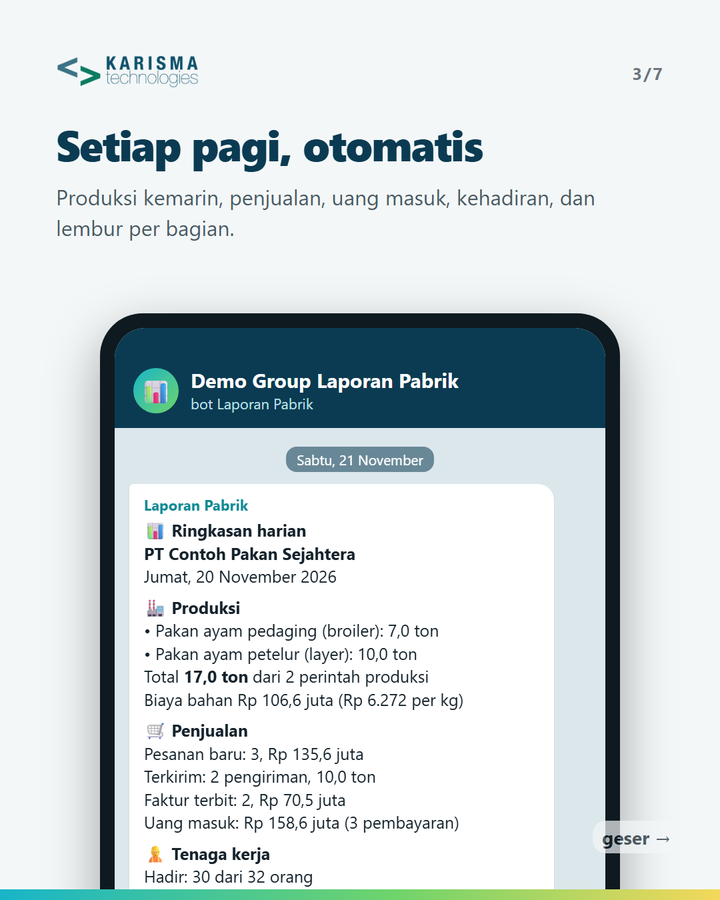 KARISMA
technologies
3/7
Setiap pagi, otomatis
Produksi kemarin, penjualan, uang masuk, kehadiran, dan
lembur per bagian.
Demo Group Laporan Pabrik
bot Laporan Pabrik
Sabtu, 21 November
Laporan Pabrik
📊 Ringkasan harian
PT Contoh Pakan Sejahtera
Jumat, 20 November 2026
🏭 Produksi
• Pakan ayam pedaging (broiler): 7,0 ton
• Pakan ayam petelur (layer): 10,0 ton
Total 17,0 ton dari 2 perintah produksi
Biaya bahan Rp 106,6 juta (Rp 6.272 per kg)
🛒 Penjualan
Pesanan baru: 3, Rp 135,6 juta
Terkirim: 2 pengiriman, 10,0 ton
Faktur terbit: 2, Rp 70,5 juta
Uang masuk: Rp 158,6 juta (3 pembayaran)
geser →
👷 Tenaga kerja
Hadir: 30 dari 32 orang